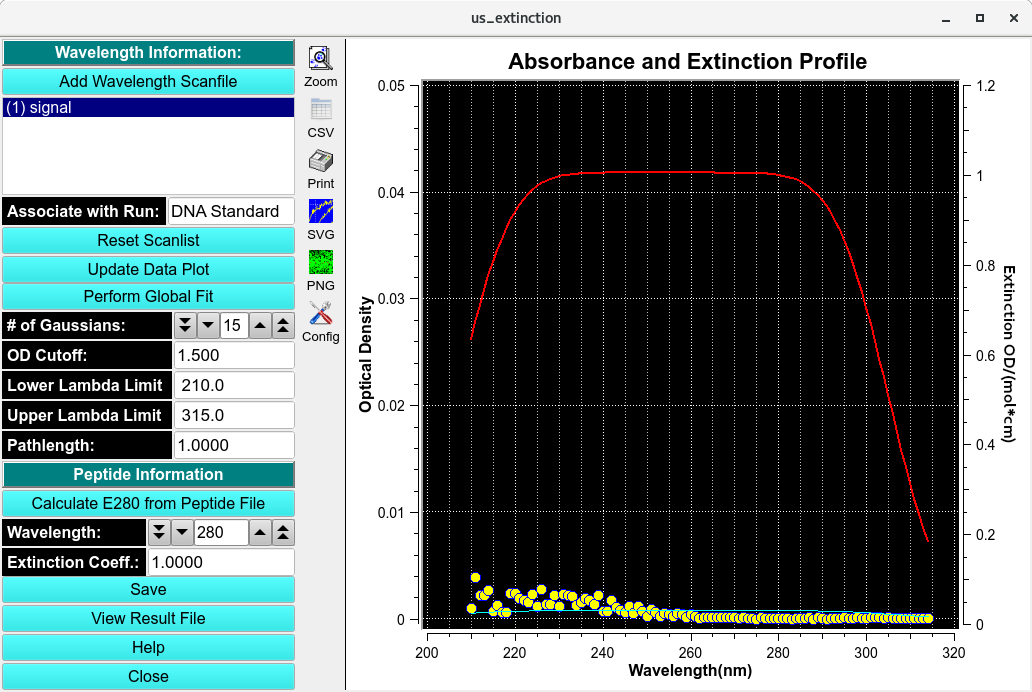 us_extinction
Wavelength Information:
Add Wavelength Scanfile
(1) signal
Associate with Run: DNA Standard
Reset Scanlist
Update Data Plot
Perform Global Fit
# of Gaussians: 15
OD Cutoff: 1.500
Lower Lambda Limit 210.0
Upper Lambda Limit 315.0
Pathlength: 1.0000
Peptide Information
Calculate E280 from Peptide File
Wavelength: 280
Extinction Coeff.: 1.0000
Save
View Result File
Help
Close
Zoom
CSV
Print
SVG
PNG
Config
Absorbance and Extinction Profile
Optical Density
0.05
0.04
0.03
0.02
0.01
0
200 220 240 260 280 300 320
Wavelength(nm)
1.2
1
0.8
0.6
0.4
0.2
0
Extinction OD/(mol*cm)